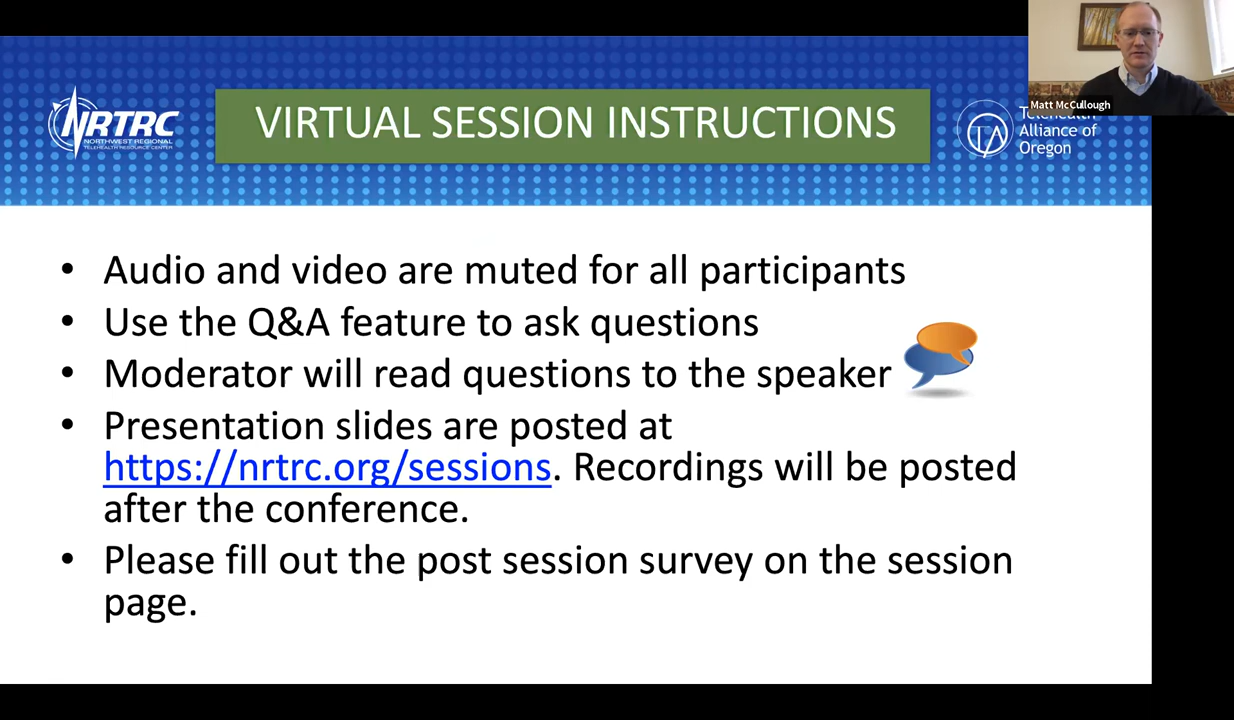 NRTRC
NORTHWEST REGIONAL
TELEHEALTH RESOURCE CENTER
VIRTUAL SESSION INSTRUCTIONS
TA
Telehealth
Alliance of
Oregon
Matt McCullough
• Audio and video are muted for all participants
• Use the Q&A feature to ask questions
• Moderator will read questions to the speaker
• Presentation slides are posted at
https://nrtrc.org/sessions. Recordings will be posted
after the conference.
• Please fill out the post session survey on the session
page.